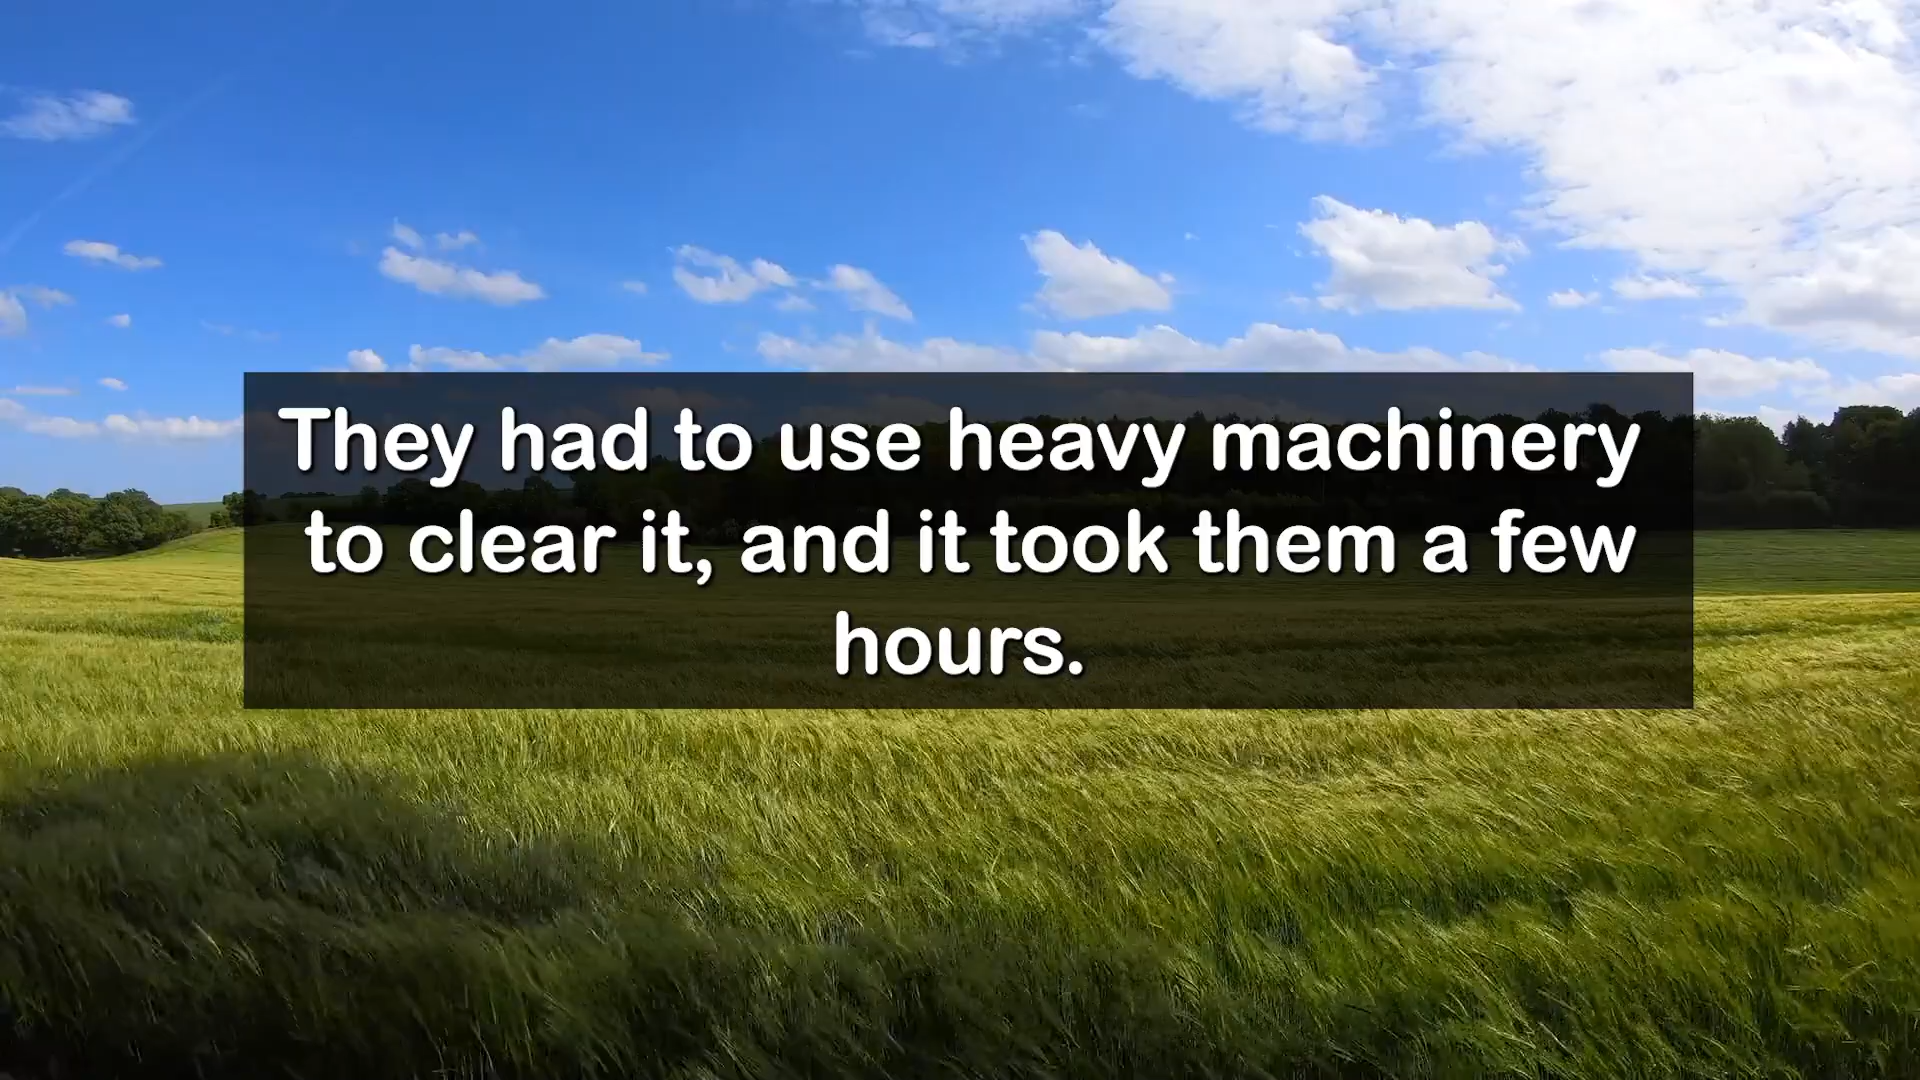 They had to use heavy machinery
to clear it, and it took them a few
hours.